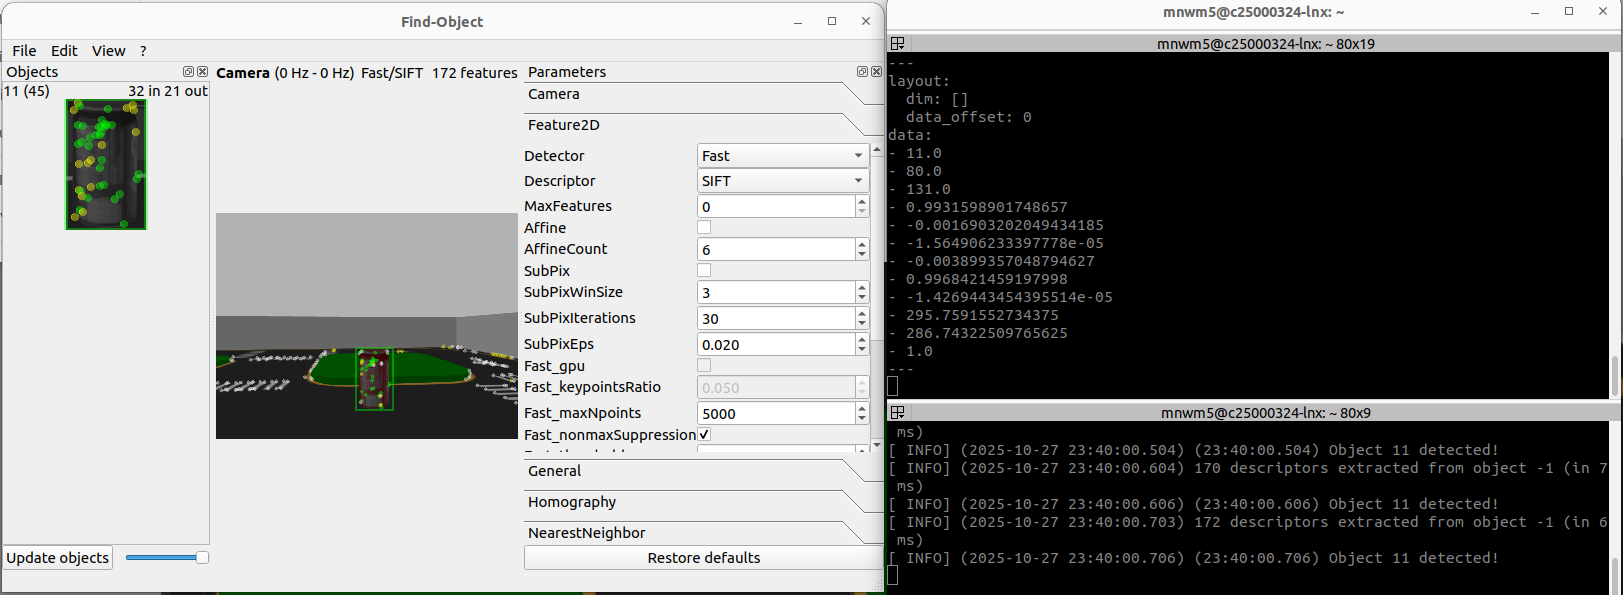 Find-Object
File Edit View ?
Objects
11 (45) 32 in 21 out
Update objects
Camera (0 Hz - 0 Hz) Fast/SIFT 172 features
Parameters
Camera
Feature2D
Detector Fast
Descriptor SIFT
MaxFeatures 0
Affine
AffineCount 6
SubPix
SubPixWinSize 3
SubPixIterations 30
SubPixEps 0.020
Fast_gpu
Fast_keypointsRatio 0.050
Fast_maxNpoints 5000
Fast_nonmaxSuppression
General
Homography
NearestNeighbor
Restore defaults
mnwm5@c25000324-lnx: ~
mnwm5@c25000324-lnx: ~ 80x19
---
layout:
dim: []
data_offset: 0
data:
- 11.0
- 80.0
- 131.0
- 0.9931598901748657
- -0.0016903202049434185
- -1.564906233397778e-05
- -0.003899357048794627
- 0.9968421459197998
- -1.4269443454395514e-05
- 295.7591552734375
- 286.74322509765625
- 1.0
---
mnwm5@c25000324-lnx: ~ 80x9
ms)
[ INFO] (2025-10-27 23:40:00.504) (23:40:00.504) Object 11 detected!
[ INFO] (2025-10-27 23:40:00.604) 170 descriptors extracted from object -1 (in 7
ms)
[ INFO] (2025-10-27 23:40:00.606) (23:40:00.606) Object 11 detected!
[ INFO] (2025-10-27 23:40:00.703) 172 descriptors extracted from object -1 (in 6
ms)
[ INFO] (2025-10-27 23:40:00.706) (23:40:00.706) Object 11 detected!